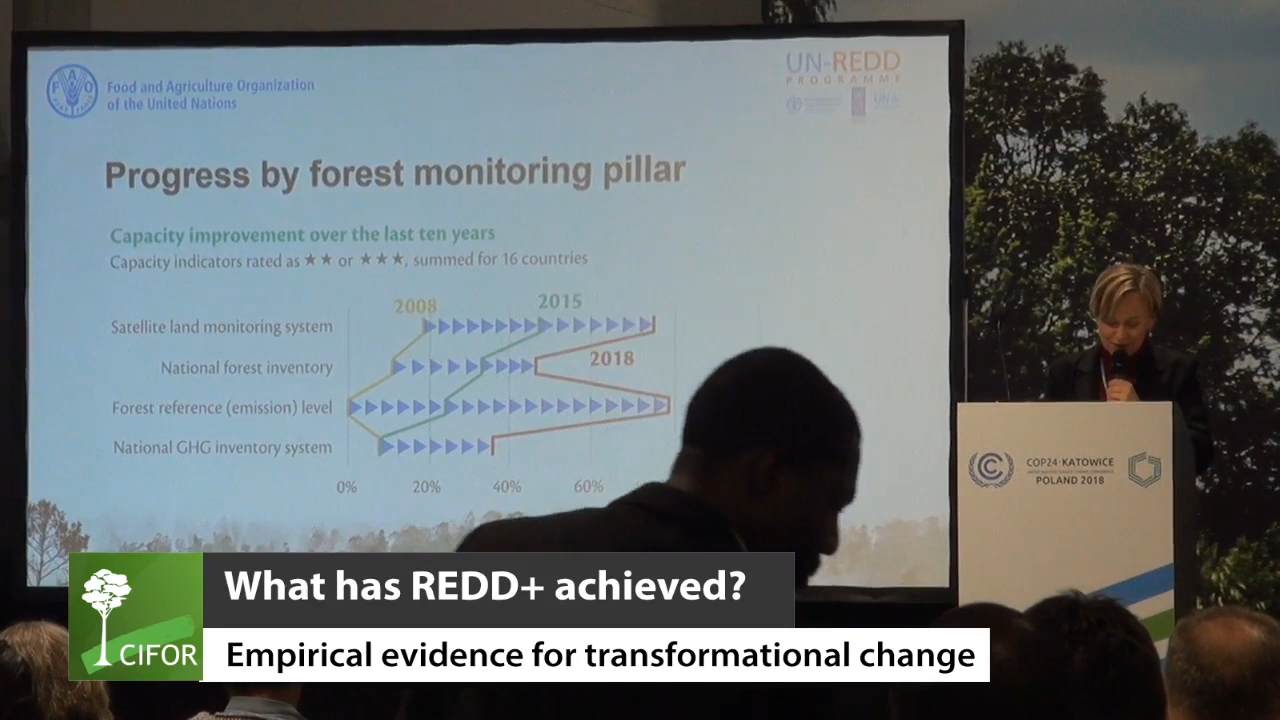 FAO
Food and Agriculture Organization
of the United Nations
UN-REDD
PROGRAMME
Progress by forest monitoring pillar
Capacity improvement over the last ten years
Capacity indicators rated as ★★ or ★★★, summed for 16 countries
2008
2015
Satellite land monitoring system
National forest inventory
2018
Forest reference (emission) level
National GHG inventory system
0%
20%
40%
60%
COP24·KATOWICE
POLAND 2018
CIFOR
What has REDD+ achieved?
Empirical evidence for transformational change